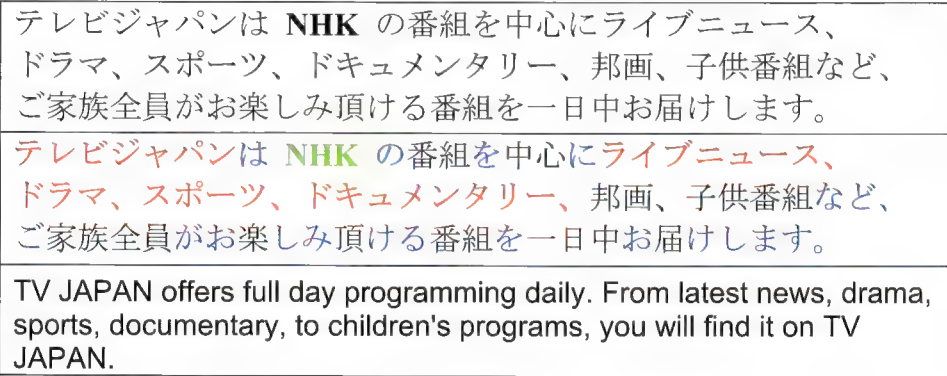 テレビジャパンは NHK の番組を中心にライブニュース、
ドラマ、スポーツ、ドキュメンタリー、邦画、子供番組など、
ご家族全員がお楽しみ頂ける番組を一日中お届けします。
テレビジャパンは NHK の番組を中心にライブニュース、
ドラマ、スポーツ、ドキュメンタリー、邦画、子供番組など、
ご家族全員がお楽しみ頂ける番組を一日中お届けします。
TV JAPAN offers full day programming daily. From latest news, drama,
sports, documentary, to children's programs, you will find it on TV
JAPAN.